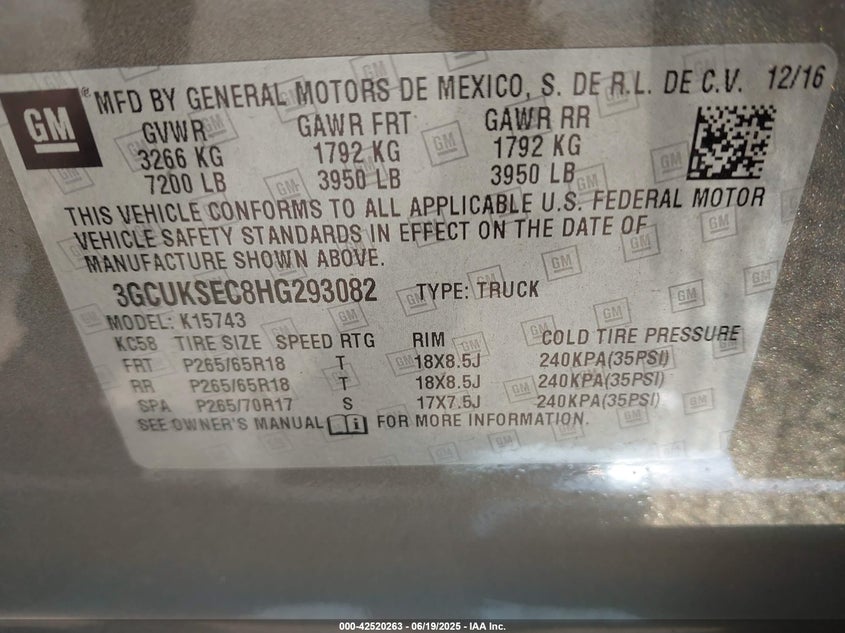 GM ® MFD BY GENERAL MOTORS DE MEXICO, S. DE R.L. DE C.V. 12/16
GVWR GAWR FRT GAWR RR
3266 KG 1792 KG 1792 KG
7200 LB 3950 LB 3950 LB
THIS VEHICLE CONFORMS TO ALL APPLICABLE U.S. FEDERAL MOTOR
VEHICLE SAFETY STANDARDS IN EFFECT ON THE DATE OF
MANUFACTURE SHOWN ABOVE.
3GCUKSEC8HG293082 TYPE: TRUCK
MODEL: K15743
KC58 TIRE SIZE SPEED RTG RIM COLD TIRE PRESSURE
FRT P265/65R18 T 18X8.5J 240KPA(35PSI)
RR P265/65R18 T 18X8.5J 240KPA(35PSI)
SPA P265/70R17 S 17X7.5J 240KPA(35PSI)
SEE OWNER'S MANUAL FOR MORE INFORMATION.
000-42520263 - 06/19/2025 - IAA Inc.